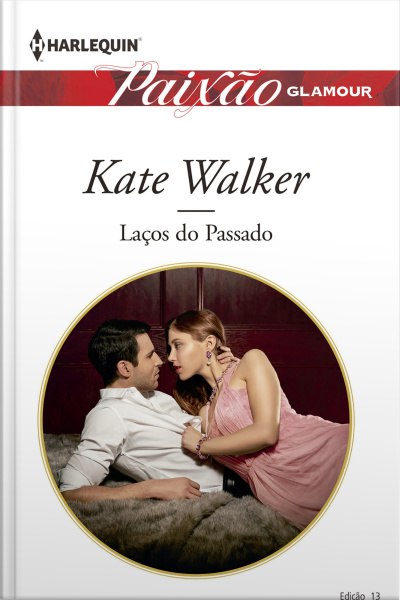 HARLEQUIN®
Paixão GLAMOUR
Kate Walker
Laços do Passado
Edição 13